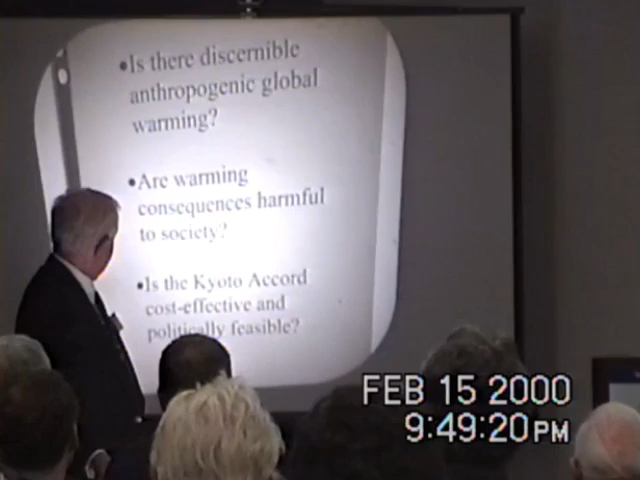 •Is there discernible
anthropogenic global
warming?
•Are warming
consequences harmful
to society?
•Is the Kyoto Accord
cost-effective and
politically feasible?
FEB 15 2000
9:49:20PM